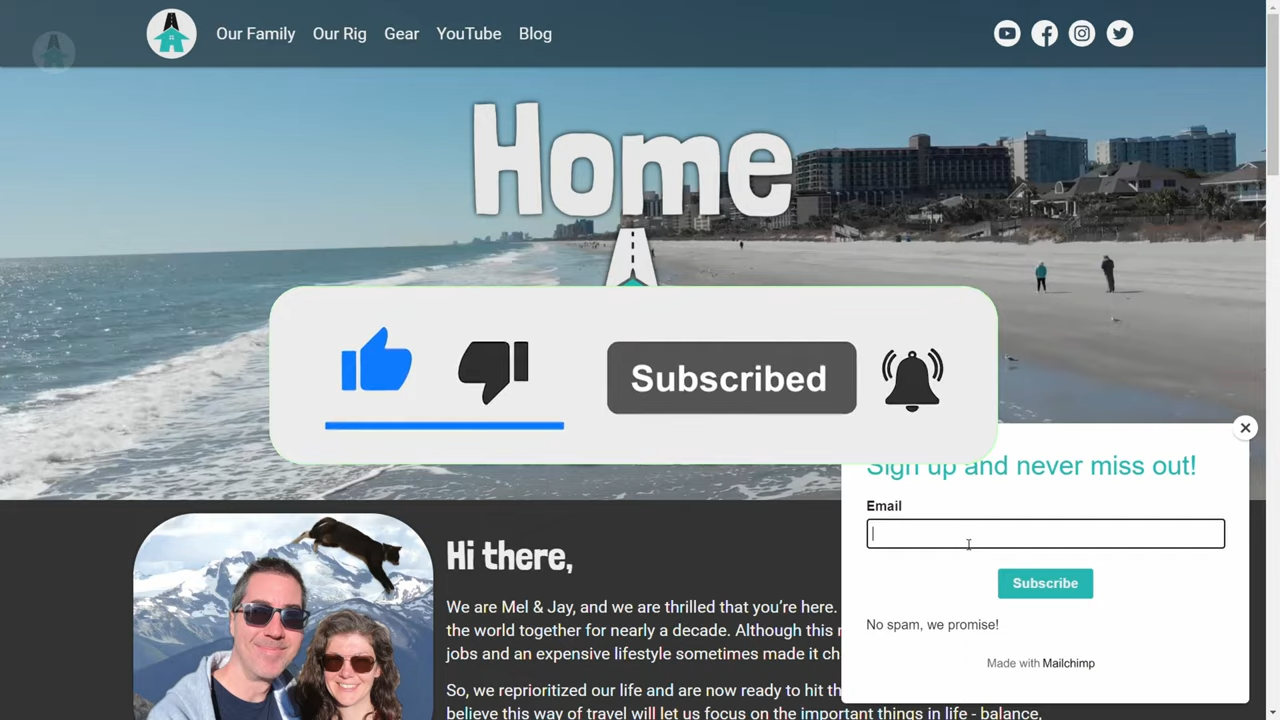 Our Family
Our Rig
Gear
YouTube
Blog
Home
Subscribed
Sign up and never miss out!
Email
Subscribe
No spam, we promise!
Made with Mailchimp
Hi there,
We are Mel & Jay, and we are thrilled that you're here.
the world together for nearly a decade. Although this
jobs and an expensive lifestyle sometimes made it
So, we reprioritized our life and are now ready to hit
believe this way of travel will let us focus on the important things in life - balance,